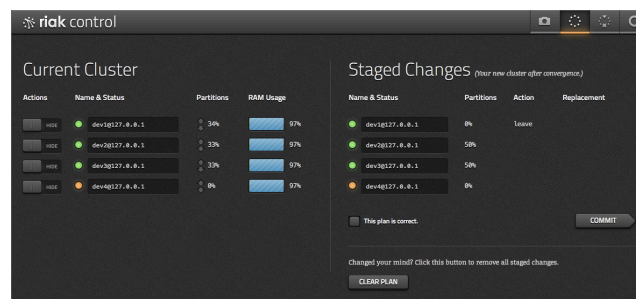 riak control
Current Cluster
Actions Name & Status Partitions RAM Usage
HIDE dev1@127.0.0.1 34% 97%
HIDE dev2@127.0.0.1 33% 97%
HIDE dev3@127.0.0.1 33% 97%
HIDE dev4@127.0.0.1 0% 97%
Staged Changes (Your new cluster after convergence.)
Name & Status Partitions Action Replacement
dev1@127.0.0.1 0% leave
dev2@127.0.0.1 50%
dev3@127.0.0.1 50%
dev4@127.0.0.1 0%
This plan is correct. COMMIT
Changed your mind? Click this button to remove all staged changes.
CLEAR PLAN